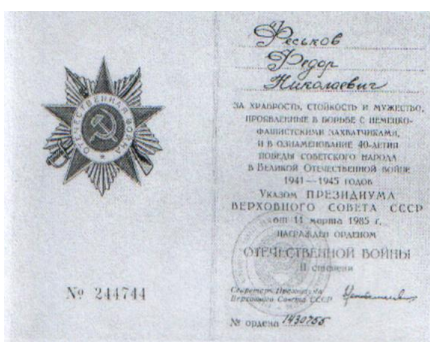 ОТЕЧЕСТВЕННАЯ ВОЙНА
№ 244744
Феськов
Федор
Николаевич
ЗА ХРАБРОСТЬ, СТОЙКОСТЬ И МУЖЕСТВО,
ПРОЯВЛЕННЫЕ В БОРЬБЕ С НЕМЕЦКО-
ФАШИСТСКИМИ ЗАХВАТЧИКАМИ,
И В ОЗНАМЕНОВАНИЕ 40-ЛЕТИЯ
ПОБЕДЫ СОВЕТСКОГО НАРОДА
В ВЕЛИКОЙ ОТЕЧЕСТВЕННОЙ ВОЙНЕ
1941—1945 ГОДОВ
УКАЗОМ ПРЕЗИДИУМА
ВЕРХОВНОГО СОВЕТА СССР
от 11 марта 1985 г.
НАГРАЖДЕН ОРДЕНОМ
ОТЕЧЕСТВЕННОЙ ВОЙНЫ
II степени
Секретарь Президиума
Верховного Совета СССР
№ ордена 1430755